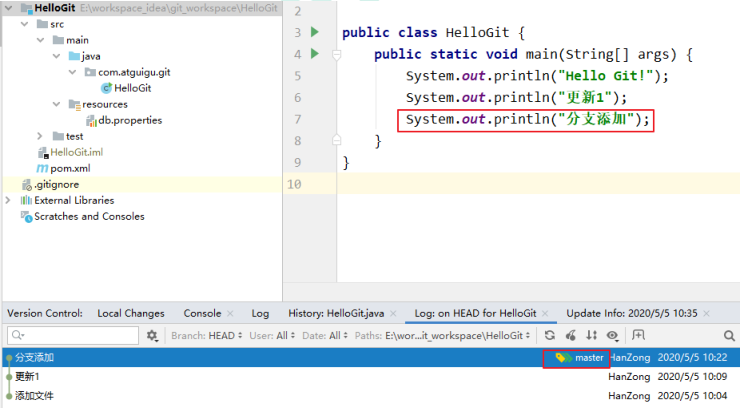 HelloGit E:\workspace_idea\git_workspace\HelloGit
src
main
java
com.atguigu.git
HelloGit
resources
db.properties
test
HelloGit.iml
pom.xml
.gitignore
External Libraries
Scratches and Consoles
2
3 public class HelloGit {
4 public static void main(String[] args) {
5 System.out.println("Hello Git!");
6 System.out.println("更新1");
7 System.out.println("分支添加");
8 }
9 }
10
Version Control: Local Changes Console × Log History: HelloGit.java × Log: on HEAD for HelloGit × Update Info: 2020/5/5 10:35 ×
Branch: HEAD User: All Date: All Paths: E:\wor...it_workspace\HelloGit
分支添加 master HanZong 2020/5/5 10:22
更新1 HanZong 2020/5/5 10:09
添加文件 HanZong 2020/5/5 10:04